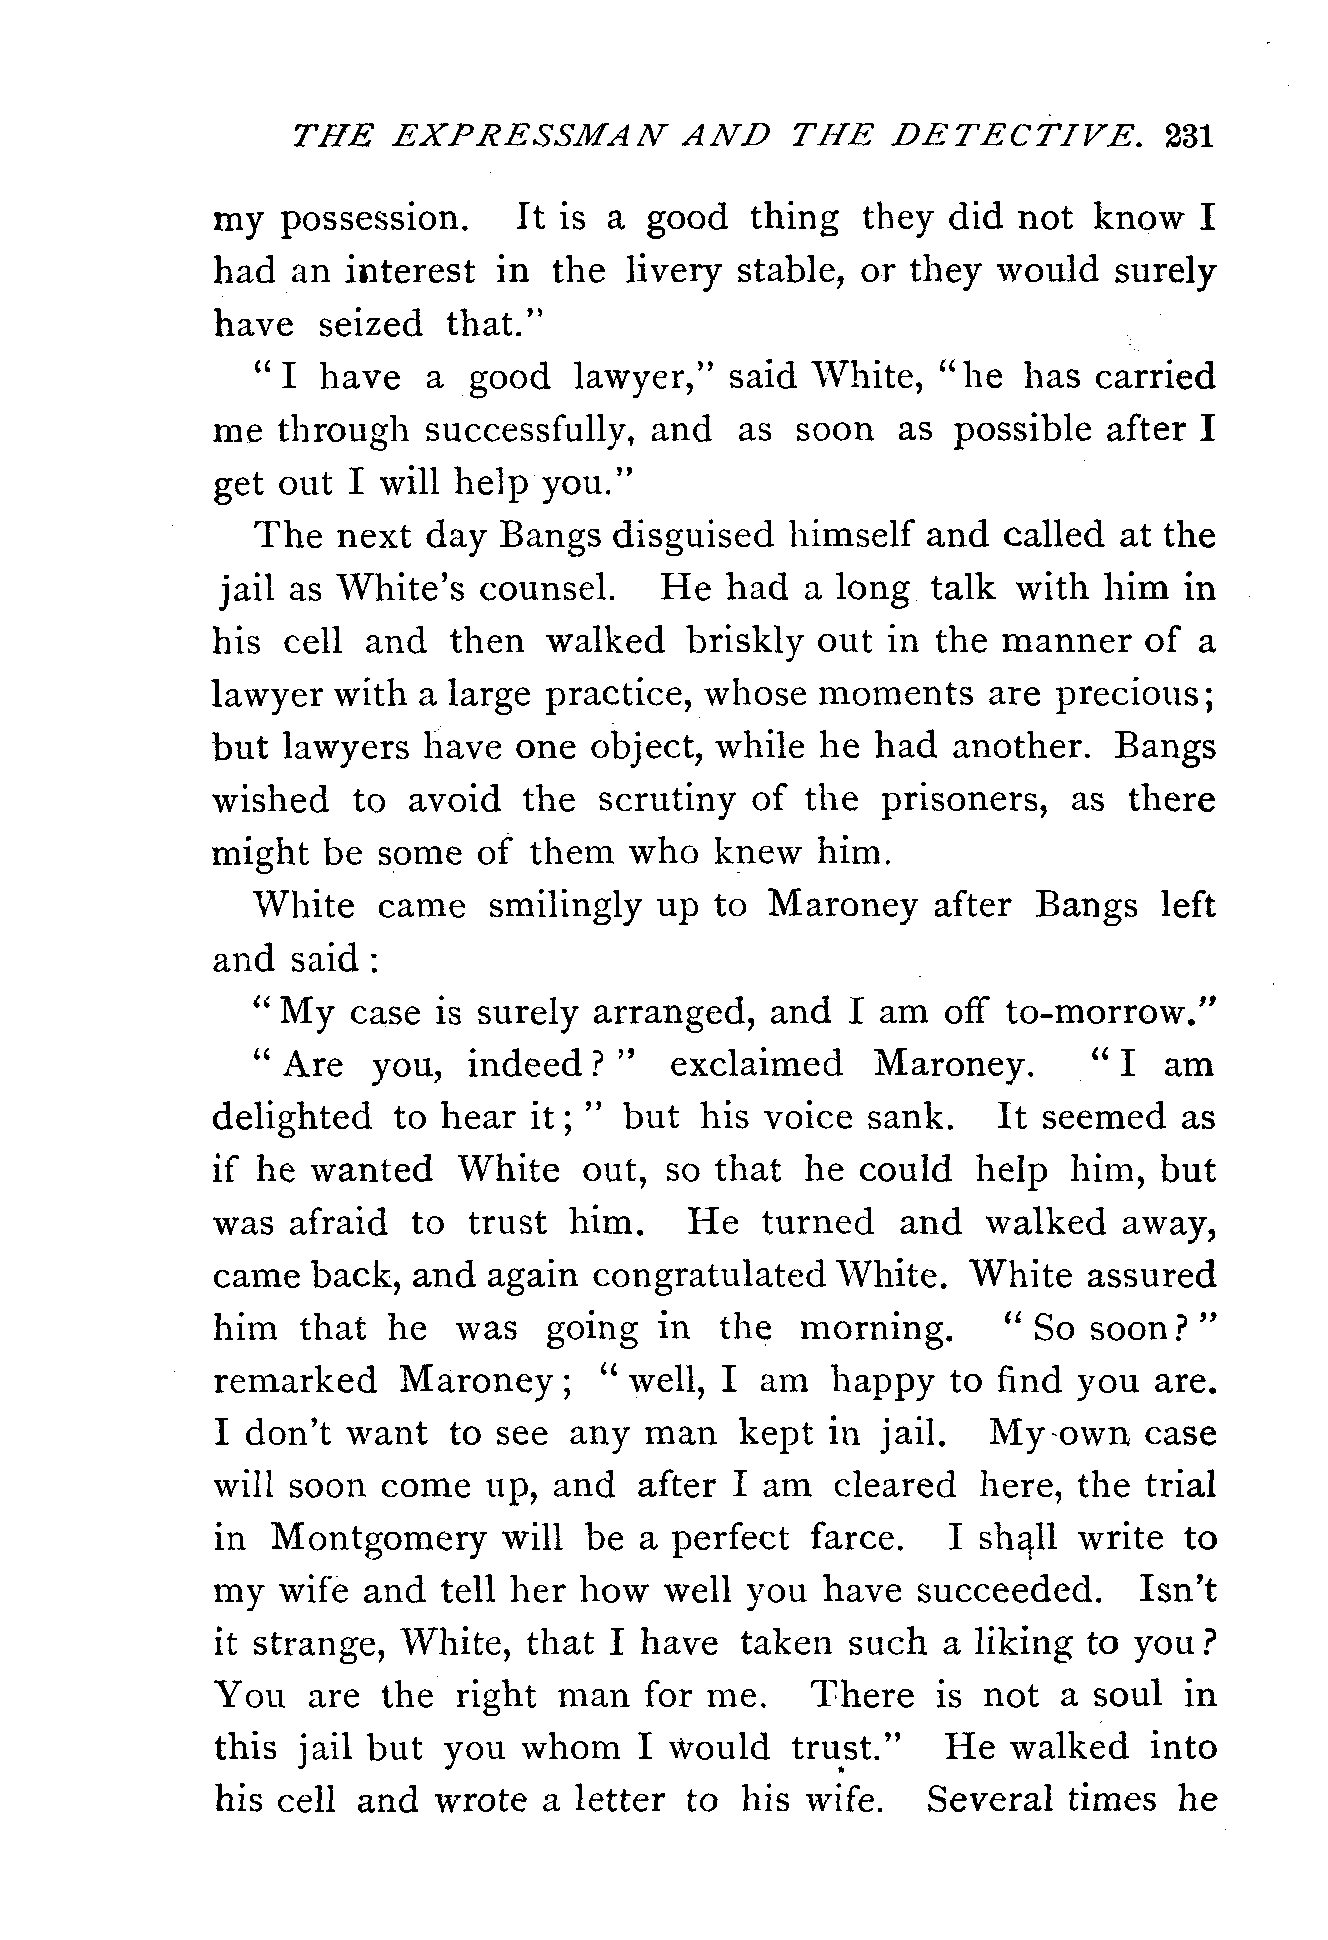 THE EXPRESSMAN AND THE DETECTIVE. 231
my possession. It is a good thing they did not know I
had an interest in the livery stable, or they would surely
have seized that."
"I have a good lawyer," said White, "he has carried
me through successfully, and as soon as possible after I
get out I will help you."
The next day Bangs disguised himself and called at the
jail as White's counsel. He had a long talk with him in
his cell and then walked briskly out in the manner of a
lawyer with a large practice, whose moments are precious;
but lawyers have one object, while he had another. Bangs
wished to avoid the scrutiny of the prisoners, as there
might be some of them who knew him.
White came smilingly up to Maroney after Bangs left
and said :
"My case is surely arranged, and I am off to-morrow."
"Are you, indeed?" exclaimed Maroney. "I am
delighted to hear it;" but his voice sank. It seemed as
if he wanted White out, so that he could help him, but
was afraid to trust him. He turned and walked away,
came back, and again congratulated White. White assured
him that he was going in the morning. "So soon?"
remarked Maroney; "well, I am happy to find you are.
I don't want to see any man kept in jail. My own case
will soon come up, and after I am cleared here, the trial
in Montgomery will be a perfect farce. I shall write to
my wife and tell her how well you have succeeded. Isn't
it strange, White, that I have taken such a liking to you?
You are the right man for me. There is not a soul in
this jail but you whom I would trust." He walked into
his cell and wrote a letter to his wife. Several times he